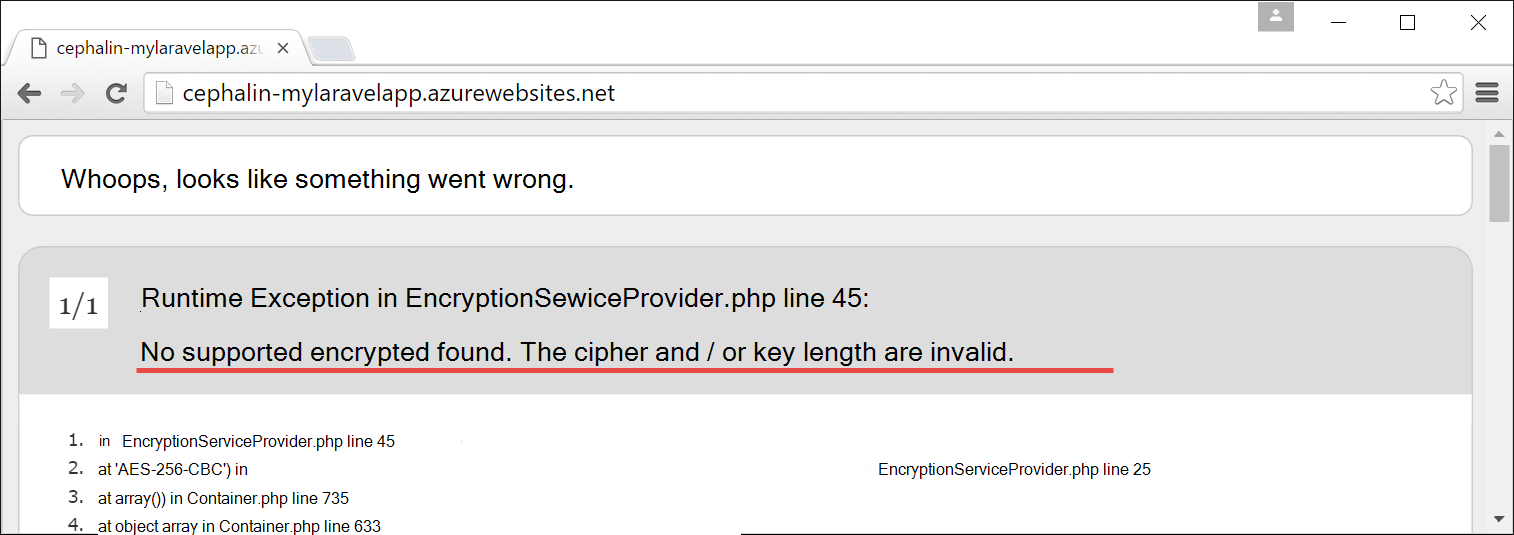 cephalin-mylaravelapp.azu
cephalin-mylaravelapp.azurewebsites.net
Whoops, looks like something went wrong.
1/1
Runtime Exception in EncryptionSewiceProvider.php line 45:
No supported encrypted found. The cipher and / or key length are invalid.
1. in EncryptionServiceProvider.php line 45
2. at 'AES-256-CBC') in EncryptionServiceProvider.php line 25
3. at array()) in Container.php line 735
4. at object array in Container.php line 633